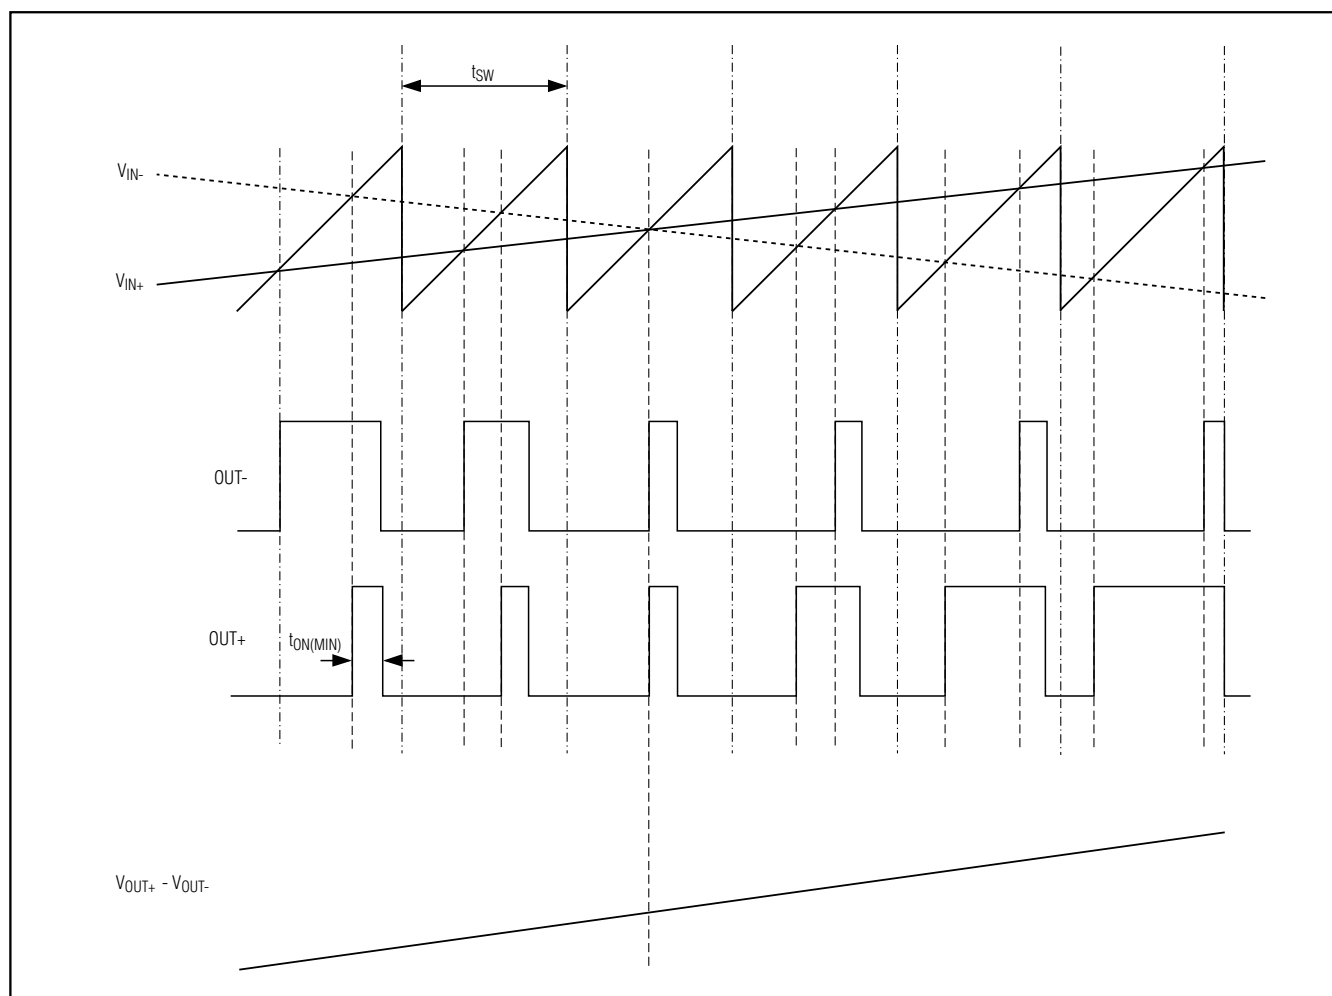 tSW
VIN-
VIN+
OUT-
OUT+
tON(MIN)
VOUT+ - VOUT-